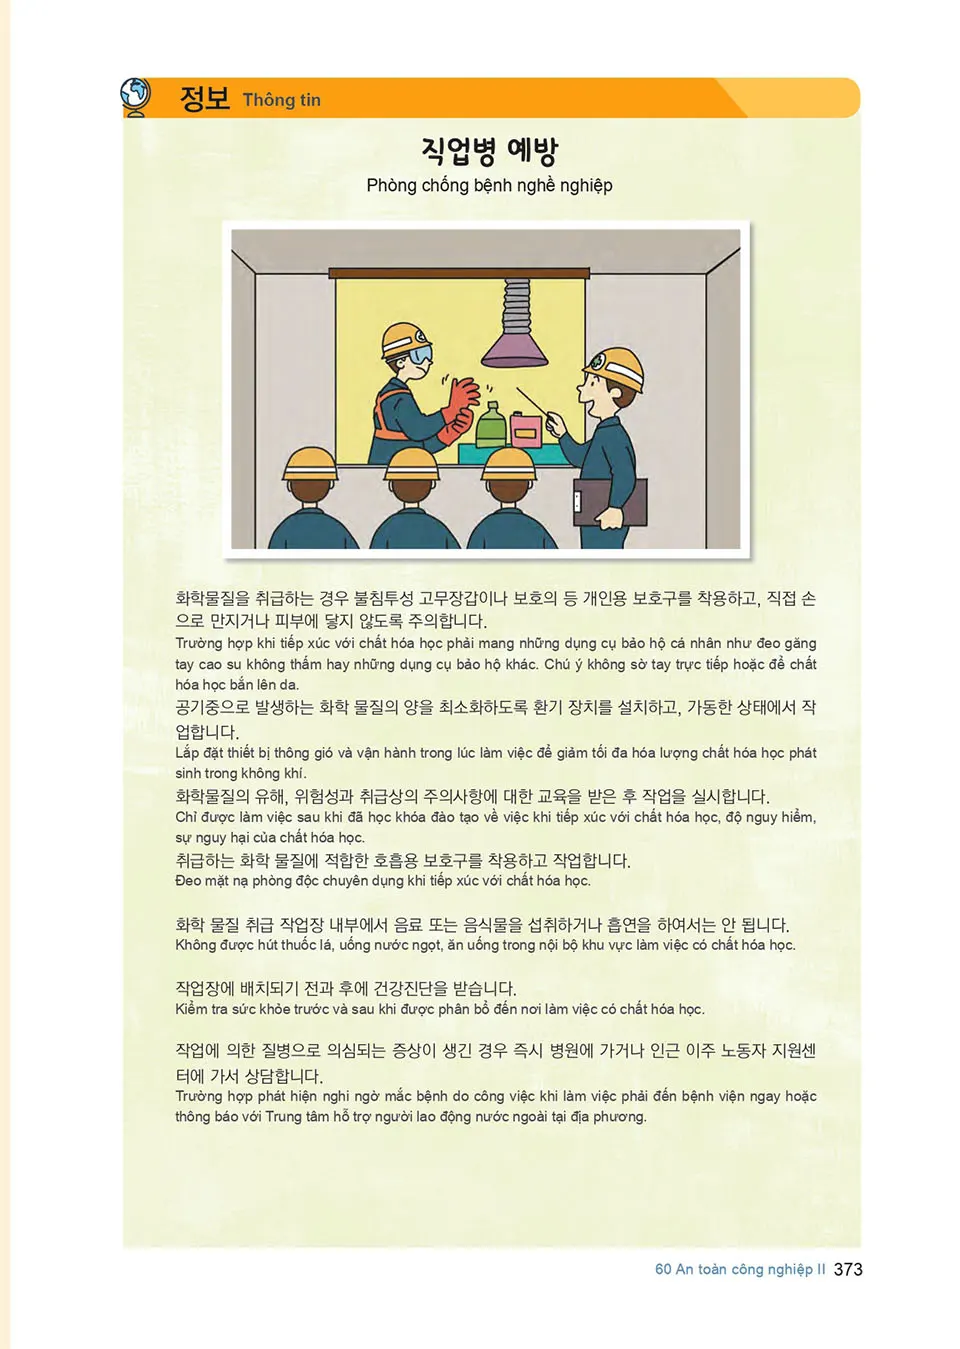 정보 Thông tin
직업병 예방
Phòng chống bệnh nghề nghiệp
화학물질을 취급하는 경우 불침투성 고무장갑이나 보호의 등 개인용 보호구를 착용하고, 직접 손
으로 만지거나 피부에 닿지 않도록 주의합니다.
Trường hợp khi tiếp xúc với chất hóa học phải mang những dụng cụ bảo hộ cá nhân như đeo găng
tay cao su không thấm hay những dụng cụ bảo hộ khác. Chú ý không sờ tay trực tiếp hoặc để chất
hóa học bắn lên da.
공기중으로 발생하는 화학 물질의 양을 최소화하도록 환기 장치를 설치하고, 가동한 상태에서 작
업합니다.
Lắp đặt thiết bị thông gió và vận hành trong lúc làm việc để giảm tối đa hóa lượng chất hóa học phát
sinh trong không khí.
화학물질의 유해, 위험성과 취급상의 주의사항에 대한 교육을 받은 후 작업을 실시합니다.
Chỉ được làm việc sau khi đã học khóa đào tạo về việc khi tiếp xúc với chất hóa học, độ nguy hiểm,
sự nguy hại của chất hóa học.
취급하는 화학 물질에 적합한 호흡용 보호구를 착용하고 작업합니다.
Đeo mặt nạ phòng độc chuyên dụng khi tiếp xúc với chất hóa học.
화학 물질 취급 작업장 내부에서 음료 또는 음식물을 섭취하거나 흡연을 하여서는 안 됩니다.
Không được hút thuốc lá, uống nước ngọt, ăn uống trong nội bộ khu vực làm việc có chất hóa học.
작업장에 배치되기 전과 후에 건강진단을 받습니다.
Kiểm tra sức khỏe trước và sau khi được phân bổ đến nơi làm việc có chất hóa học.
작업에 의한 질병으로 의심되는 증상이 생긴 경우 즉시 병원에 가거나 인근 이주 노동자 지원센
터에 가서 상담합니다.
Trường hợp phát hiện nghi ngờ mắc bệnh do công việc khi làm việc phải đến bệnh viện ngay hoặc
thông báo với Trung tâm hỗ trợ người lao động nước ngoài tại địa phương.
60 An toàn công nghiệp II 373